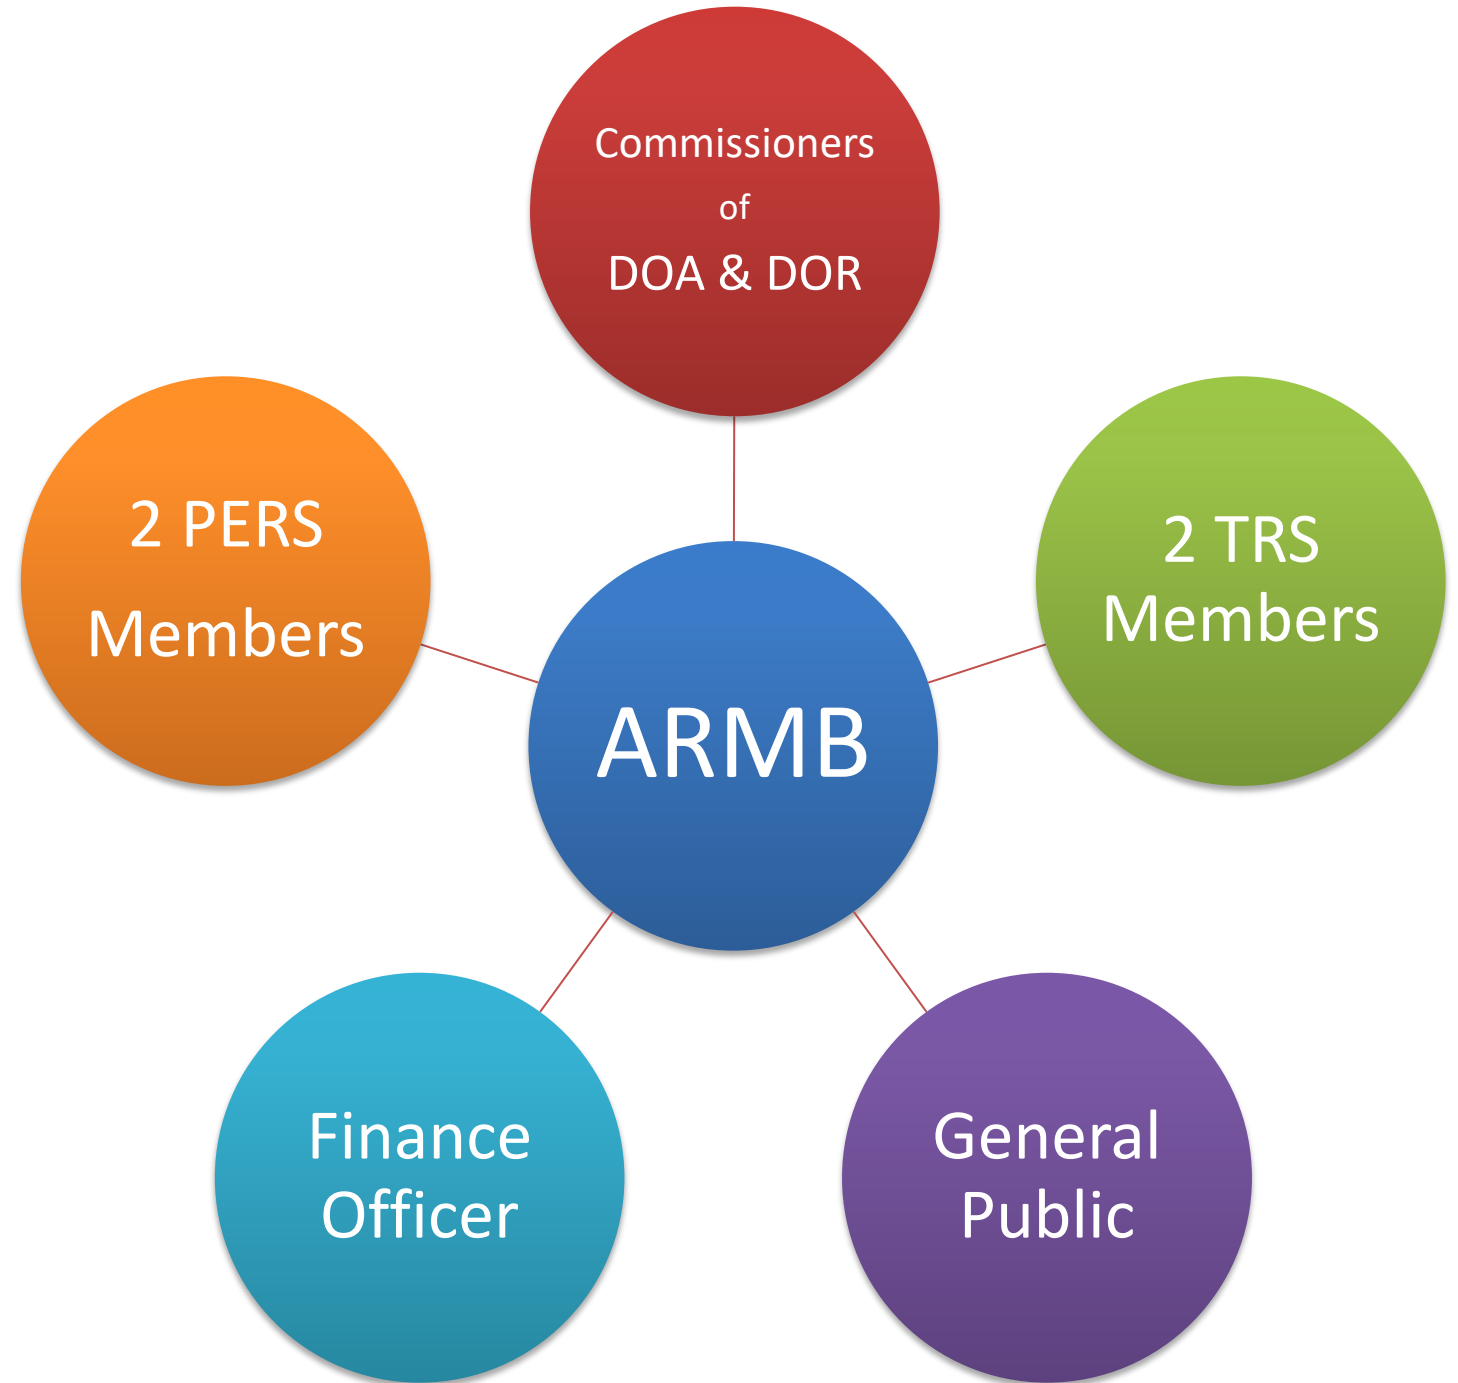 Commissioners
of
DOA & DOR
2 PERS
Members
2 TRS
Members
ARMB
Finance
Officer
General
Public